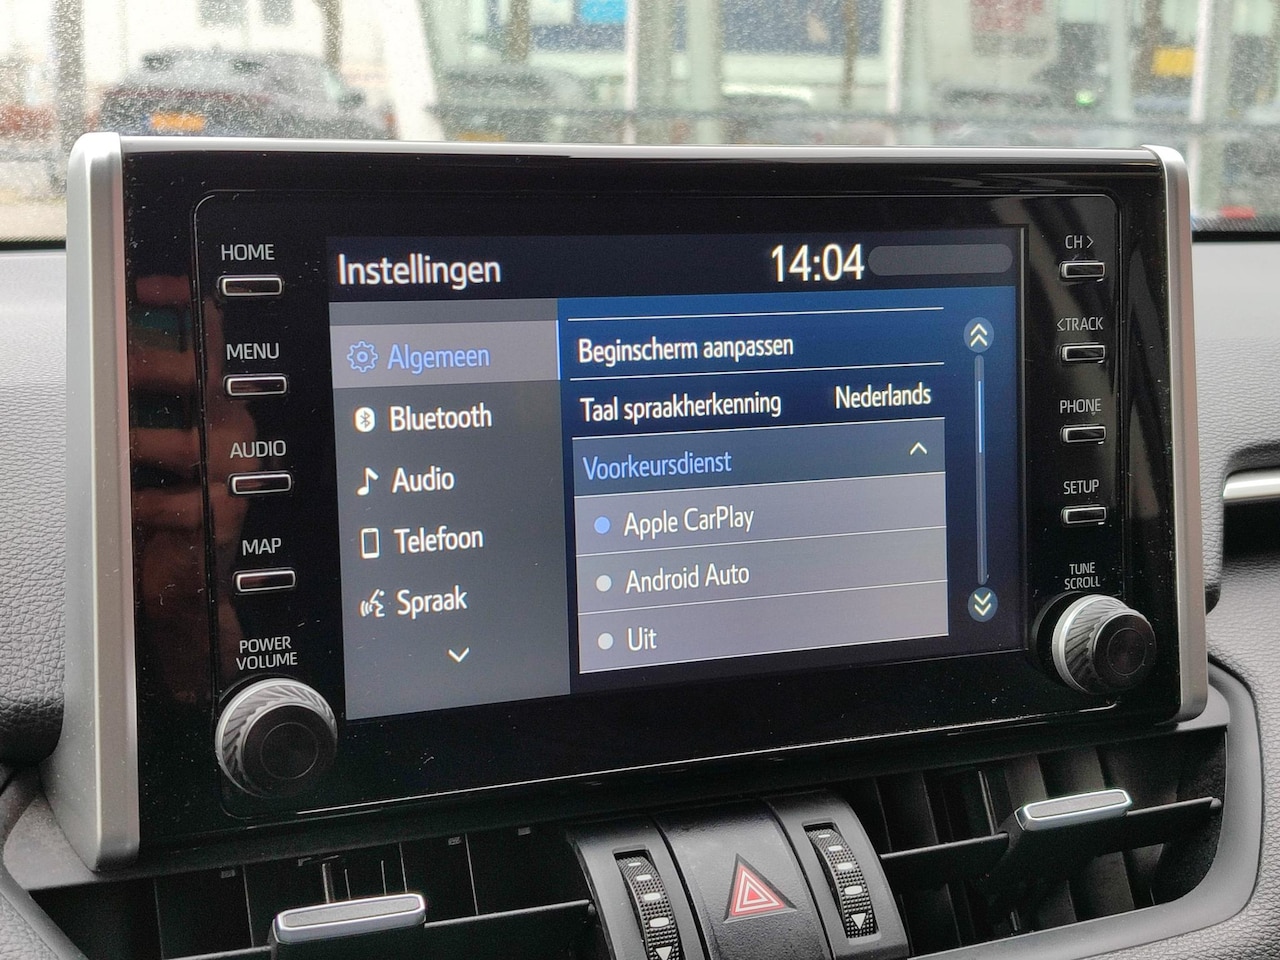 HOME
MENU
AUDIO
MAP
POWER
VOLUME
Instellingen
14:04
Algemeen
Bluetooth
Audio
Telefoon
Spraak
Beginscherm aanpassen
Taal spraakherkenning Nederlands
Voorkeursdienst
Apple CarPlay
Android Auto
Uit
CH >
<TRACK
PHONE
SETUP
TUNE
SCROLL